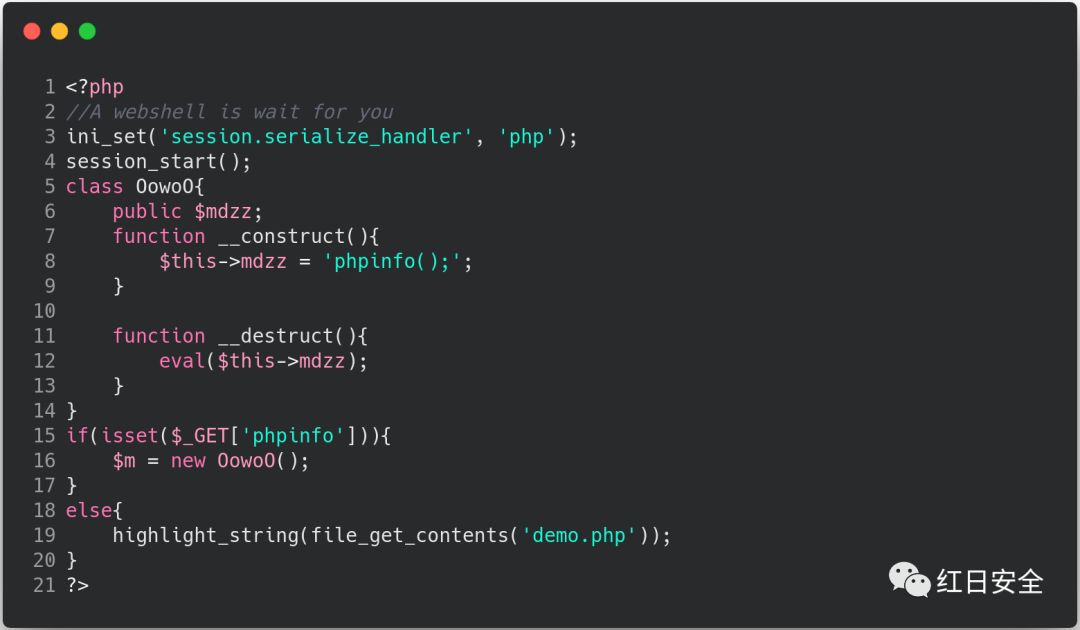 1 <?php
2 //A webshell is wait for you
3 ini_set('session.serialize_handler', 'php');
4 session_start();
5 class OowoO{
6     public $mdzz;
7     function __construct(){
8         $this->mdzz = 'phpinfo();';
9     }
10
11     function __destruct(){
12         eval($this->mdzz);
13     }
14 }
15 if(isset($_GET['phpinfo'])){
16     $m = new OowoO();
17 }
18 else{
19     highlight_string(file_get_contents('demo.php'));
20 }
21 ?>
红日安全